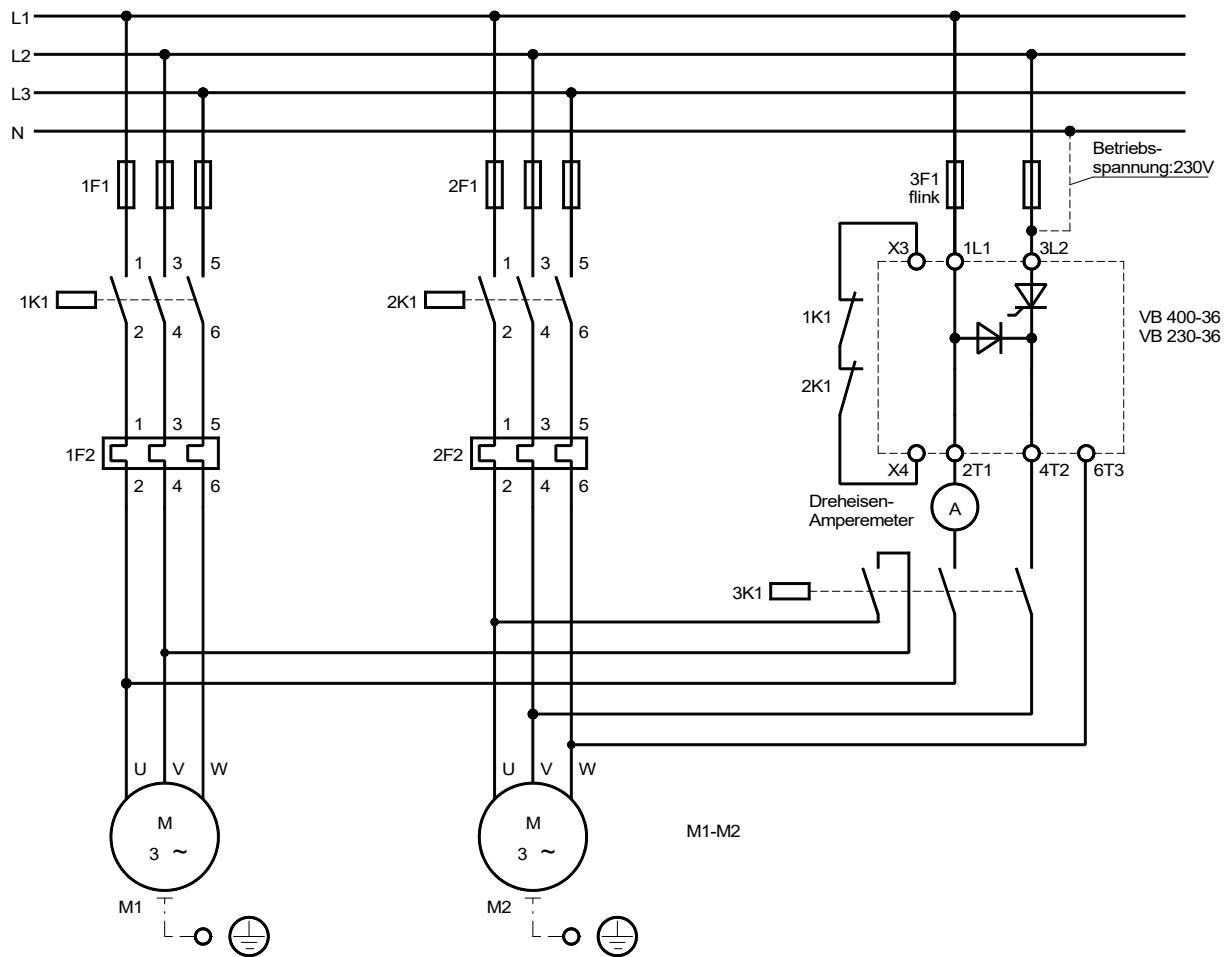 L1
L2
L3
N
Betriebs-
spannung:230V
1F1
2F1
3F1
flink
X3 1L1 3L2
1 3 5
1 3 5
1K1
2K1
1K1
VB 400-36
VB 230-36
2 4 6
2 4 6
2K1
1 3 5
1 3 5
1F2
2F2
X4 2T1 4T2 6T3
2 4 6
2 4 6
Dreheisen-
Amperemeter
A
3K1
U V W
U V W
M
3 ~
M
3 ~
M1-M2
M1
M2